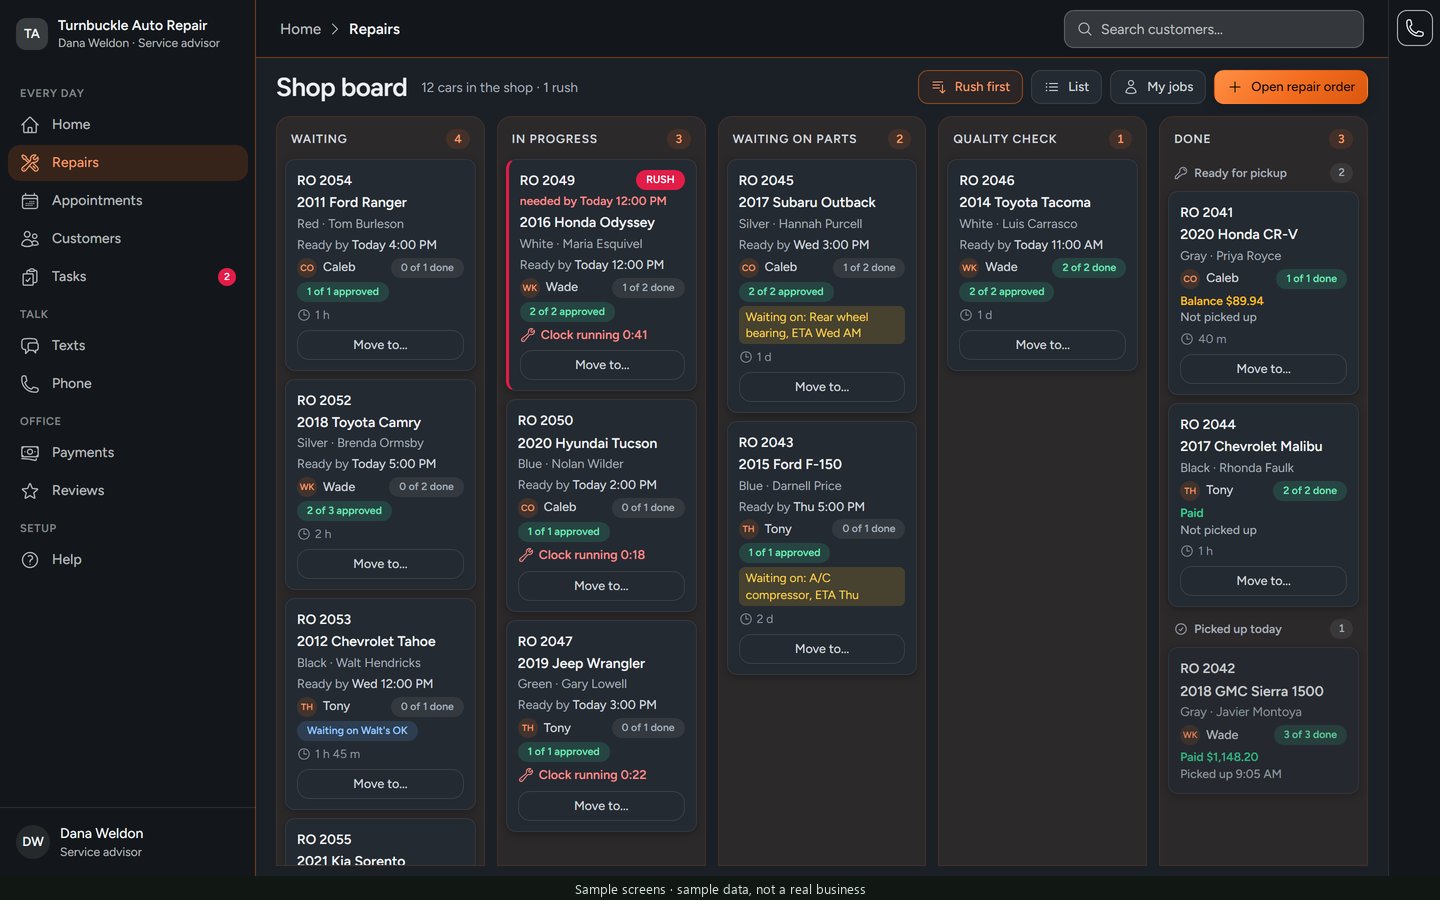 TA
Turnbuckle Auto Repair
Dana Weldon · Service advisor
EVERY DAY
Home
Repairs
Appointments
Customers
Tasks
2
TALK
Texts
Phone
OFFICE
Payments
Reviews
SETUP
Help
DW
Dana Weldon
Service advisor
Home > Repairs
Search customers...
Shop board
12 cars in the shop · 1 rush
Rush first
List
My jobs
+ Open repair order
WAITING 4
RO 2054
2011 Ford Ranger
Red · Tom Burleson
Ready by Today 4:00 PM
CO Caleb 0 of 1 done
1 of 1 approved
1 h
Move to...
RO 2052
2018 Toyota Camry
Silver · Brenda Ormsby
Ready by Today 5:00 PM
WK Wade 0 of 2 done
2 of 3 approved
2 h
Move to...
RO 2053
2012 Chevrolet Tahoe
Black · Walt Hendricks
Ready by Wed 12:00 PM
TH Tony 0 of 1 done
Waiting on Walt's OK
1 h 45 m
Move to...
RO 2055
2021 Kia Sorento
IN PROGRESS 3
RO 2049 RUSH
needed by Today 12:00 PM
2016 Honda Odyssey
White · Maria Esquivel
Ready by Today 12:00 PM
WK Wade 1 of 2 done
2 of 2 approved
Clock running 0:41
Move to...
RO 2050
2020 Hyundai Tucson
Blue · Nolan Wilder
Ready by Today 2:00 PM
CO Caleb 0 of 1 done
1 of 1 approved
Clock running 0:18
Move to...
RO 2047
2019 Jeep Wrangler
Green · Gary Lowell
Ready by Today 3:00 PM
TH Tony 0 of 1 done
1 of 1 approved
Clock running 0:22
Move to...
WAITING ON PARTS 2
RO 2045
2017 Subaru Outback
Silver · Hannah Purcell
Ready by Wed 3:00 PM
CO Caleb 1 of 2 done
2 of 2 approved
Waiting on: Rear wheel
bearing, ETA Wed AM
1 d
Move to...
RO 2043
2015 Ford F-150
Blue · Darnell Price
Ready by Thu 5:00 PM
TH Tony 0 of 1 done
1 of 1 approved
Waiting on: A/C
compressor, ETA Thu
2 d
Move to...
QUALITY CHECK 1
RO 2046
2014 Toyota Tacoma
White · Luis Carrasco
Ready by Today 11:00 AM
WK Wade 2 of 2 done
2 of 2 approved
1 d
Move to...
DONE 3
Ready for pickup 2
RO 2041
2020 Honda CR-V
Gray · Priya Royce
CO Caleb 1 of 1 done
Balance $89.94
Not picked up
40 m
Move to...
RO 2044
2017 Chevrolet Malibu
Black · Rhonda Faulk
TH Tony 2 of 2 done
Paid
Not picked up
1 h
Move to...
Picked up today 1
RO 2042
2018 GMC Sierra 1500
Gray · Javier Montoya
WK Wade 3 of 3 done
Paid $1,148.20
Picked up 9:05 AM
Sample screens · sample data, not a real business